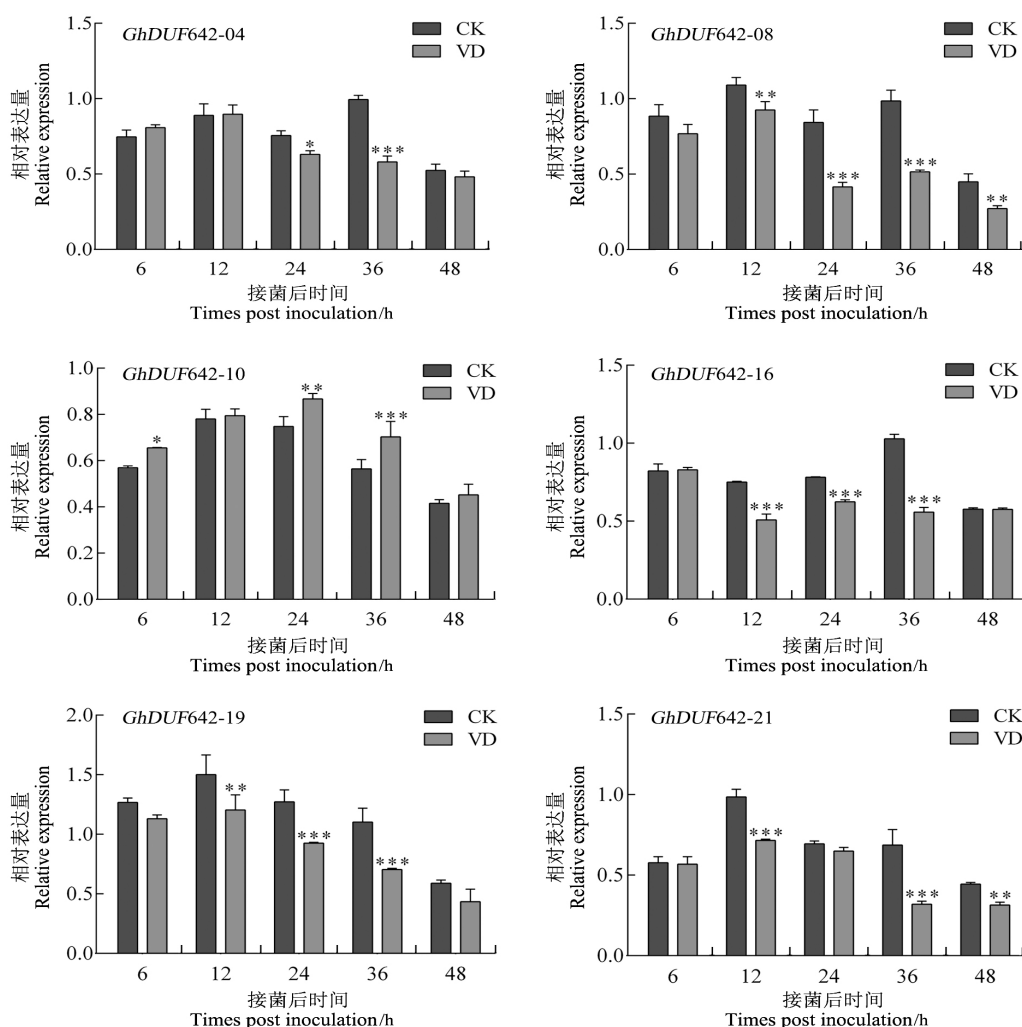 GhDUF642-04
CK
VD
相对表达量
Relative expression
1.5
1.0
0.5
0.0
*
***
6 12 24 36 48
接菌后时间
Times post inoculation/h
GhDUF642-08
CK
VD
相对表达量
Relative expression
1.5
1.0
0.5
0.0
**
***
***
**
6 12 24 36 48
接菌后时间
Times post inoculation/h
GhDUF642-10
CK
VD
相对表达量
Relative expression
1.0
0.8
0.6
0.4
0.2
0.0
*
**
***
6 12 24 36 48
接菌后时间
Times post inoculation/h
GhDUF642-16
CK
VD
相对表达量
Relative expression
1.5
1.0
0.5
0.0
***
***
***
6 12 24 36 48
接菌后时间
Times post inoculation/h
GhDUF642-19
CK
VD
相对表达量
Relative expression
2.0
1.5
1.0
0.5
0.0
**
***
***
6 12 24 36 48
接菌后时间
Times post inoculation/h
GhDUF642-21
CK
VD
相对表达量
Relative expression
1.5
1.0
0.5
0.0
***
***
**
6 12 24 36 48
接菌后时间
Times post inoculation/h